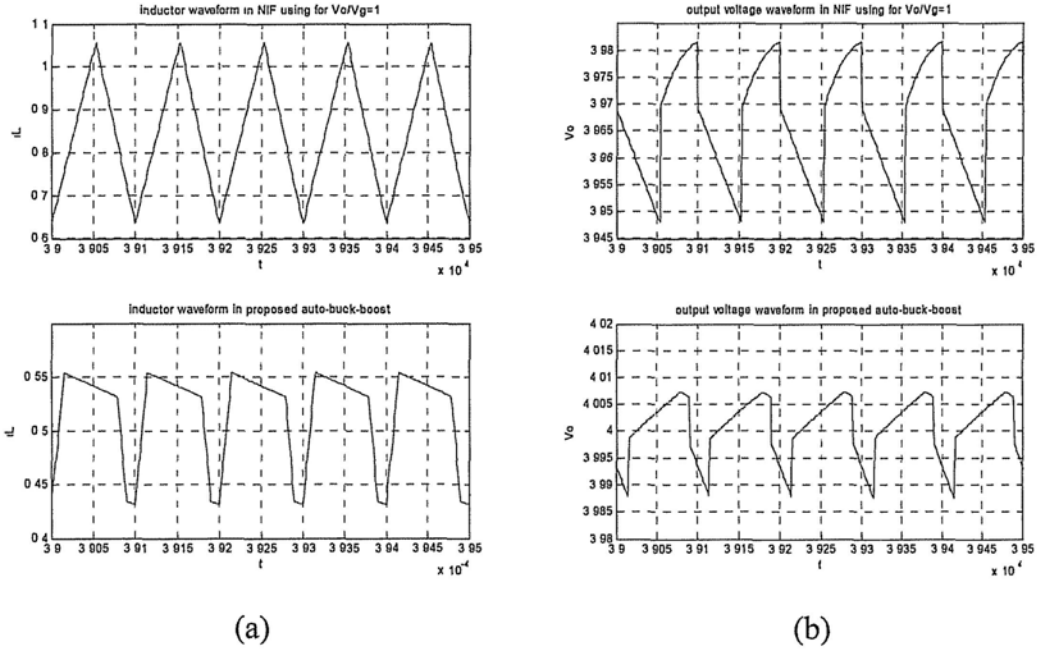 inductor waveform in NIF using for Vo/Vg=1
1 1
1
0 9
0 8
0 7
0 6
iL
3 9 3 905 3 91 3 915 3 92 3 925 3 93 3 935 3 94 3 945 3 95
t
x 10⁻⁴
output voltage waveform in NIF using for Vo/Vg=1
3 98
3 975
3 97
3 965
3 96
3 955
3 95
3 945
Vo
3 9 3 905 3 91 3 915 3 92 3 925 3 93 3 935 3 94 3 945 3 95
t
x 10⁻⁴
inductor waveform in proposed auto-buck-boost
0 55
0 5
0 45
0 4
iL
3 9 3 905 3 91 3 915 3 92 3 925 3 93 3 935 3 94 3 945 3 95
t
x 10⁻⁴
output voltage waveform in proposed auto-buck-boost
4 02
4 015
4 01
4 005
4
3 995
3 99
3 985
3 98
Vo
3 9 3 905 3 91 3 915 3 92 3 925 3 93 3 935 3 94 3 945 3 95
t
x 10⁻⁴
(a)
(b)